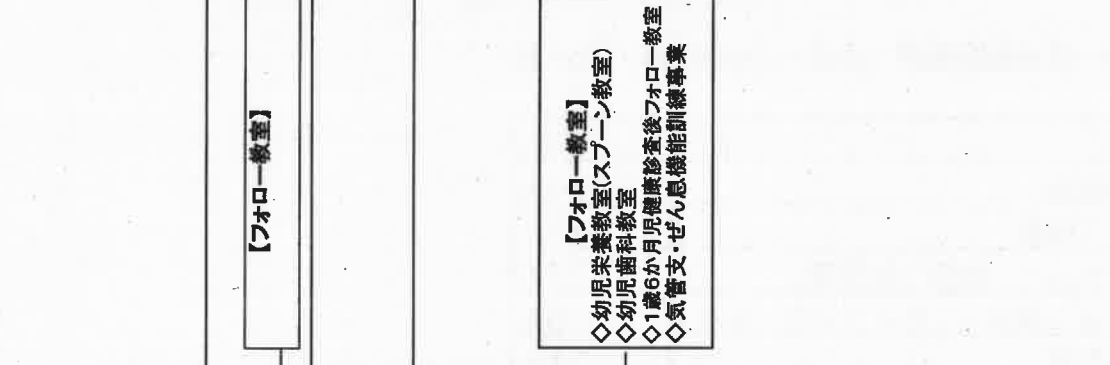 【フォロー教室】
【フォロー教室】
◇幼児栄養教室(スプーン教室)
◇幼児歯科教室
◇1歳6か月児健康診査後フォロー教室
◇気管支・ぜん息機能訓練事業